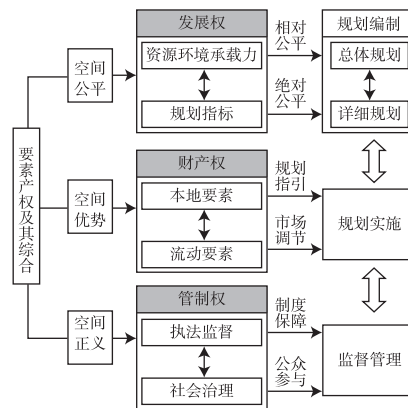 要素产权及其综合
空间
公平
发展权
资源环境承载力
规划指标
相对
公平
绝对
公平
规划编制
总体规划
详细规划
空间
优势
财产权
本地要素
流动要素
规划
指引
市场
调节
规划实施
空间
正义
管制权
执法监督
社会治理
制度
保障
公众
参与
监督管理